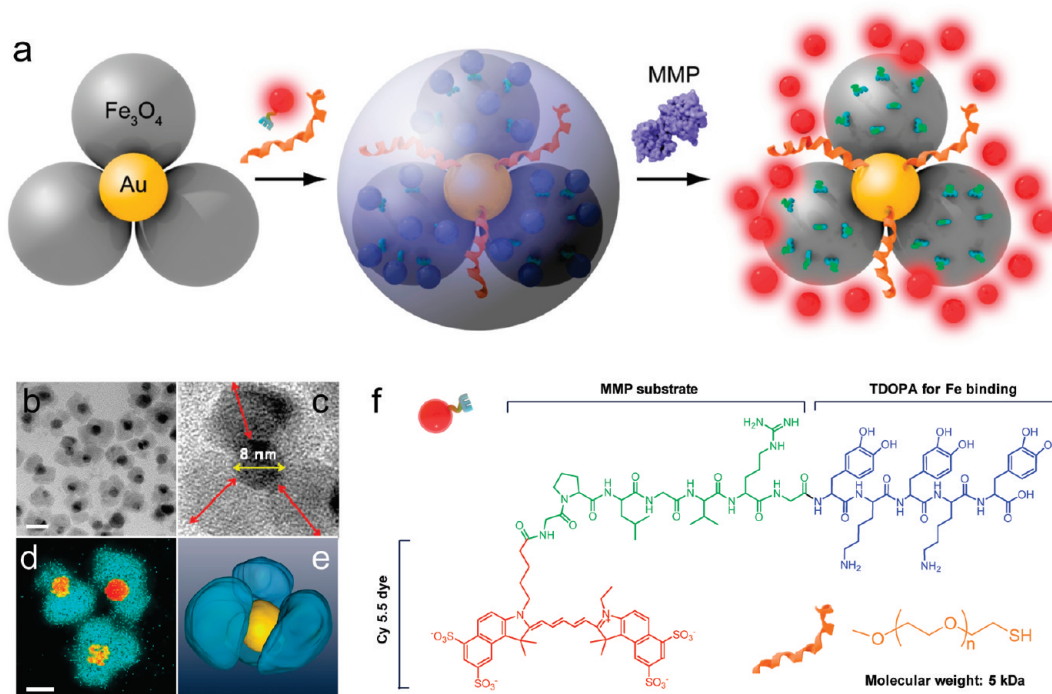 a
Fe₃O₄
Au
MMP
b
c
8 nm
d
e
f
MMP substrate
TDOPA for Fe binding
Cy 5.5 dye
H₂N
NH
NH
OH
OH
OH
OH
OH
O
O
O
O
O
O
O
O
H
N
H
N
H
N
H
N
H
N
H
N
H
N
OH
N
N
H
N
H
N
H
N
H
O
NH
O
NH₂
NH₂
N
N⁺
SO₃⁻
⁻O₃S
SO₃⁻
SO₃⁻
O
O
n
SH
Molecular weight: 5 kDa